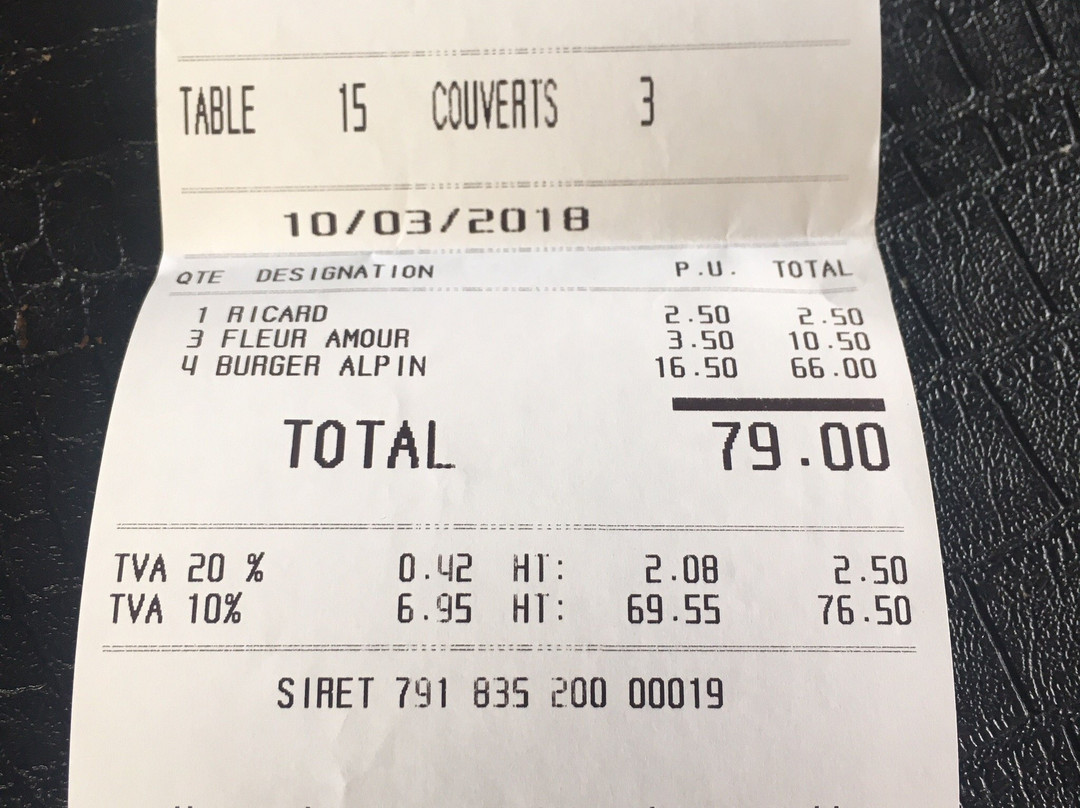 TABLE 15 COUVERTS 3
10/03/2018
QTE DESIGNATION P.U. TOTAL
1 RICARD 2.50 2.50
3 FLEUR AMOUR 3.50 10.50
4 BURGER ALPIN 16.50 66.00
TOTAL 79.00
TVA 20 % 0.42 HT: 2.08 2.50
TVA 10% 6.95 HT: 69.55 76.50
SIRET 791 835 200 00019